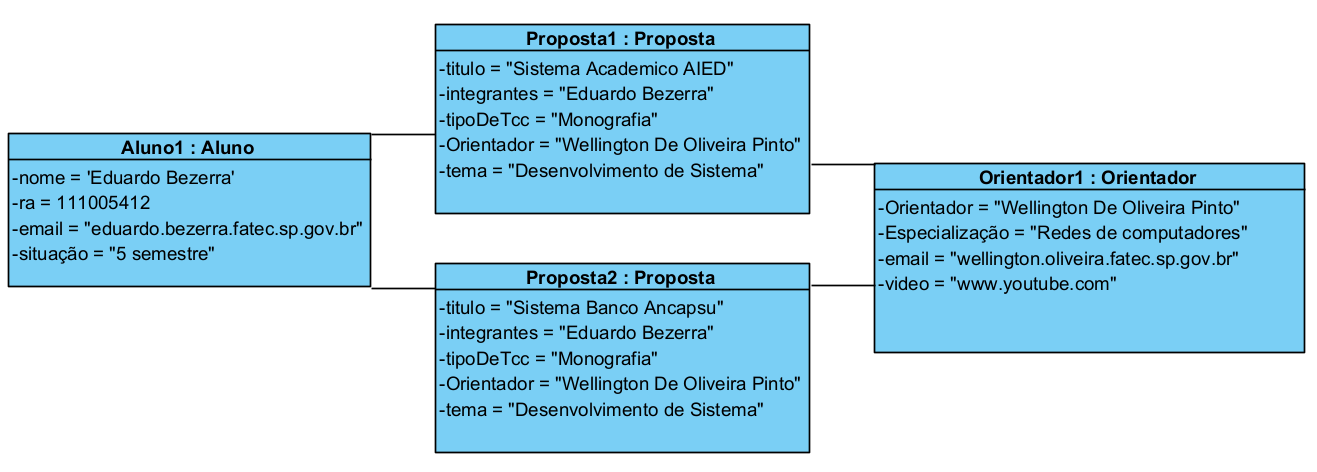 Proposta1 : Proposta
-titulo = "Sistema Academico AIED"
-integrantes = "Eduardo Bezerra"
-tipoDeTcc = "Monografia"
-Orientador = "Wellington De Oliveira Pinto"
-tema = "Desenvolvimento de Sistema"
Aluno1 : Aluno
-nome = 'Eduardo Bezerra'
-ra = 111005412
-email = "eduardo.bezerra.fatec.sp.gov.br"
-situação = "5 semestre"
Orientador1 : Orientador
-Orientador = "Wellington De Oliveira Pinto"
-Especialização = "Redes de computadores"
-email = "wellington.oliveira.fatec.sp.gov.br"
-video = "www.youtube.com"
Proposta2 : Proposta
-titulo = "Sistema Banco Ancapsu"
-integrantes = "Eduardo Bezerra"
-tipoDeTcc = "Monografia"
-Orientador = "Wellington De Oliveira Pinto"
-tema = "Desenvolvimento de Sistema"